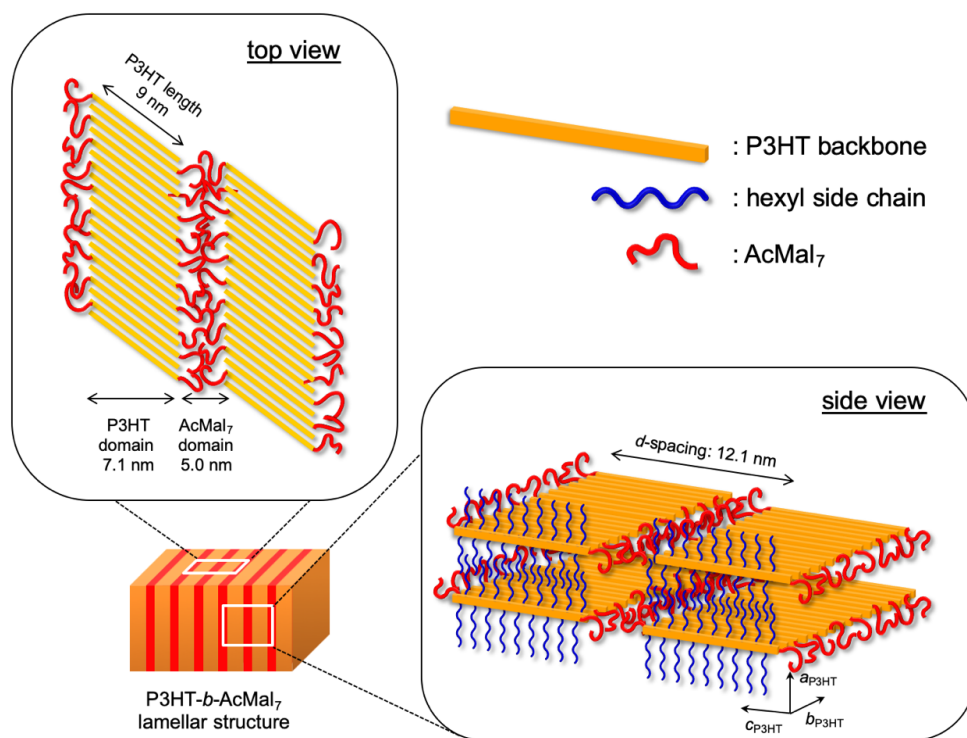 top view
P3HT length
9 nm
P3HT
domain
7.1 nm
AcMal₇
domain
5.0 nm
: P3HT backbone
: hexyl side chain
: AcMal₇
side view
d-spacing: 12.1 nm
aP3HT
bP3HT
cP3HT
P3HT-b-AcMal₇
lamellar structure